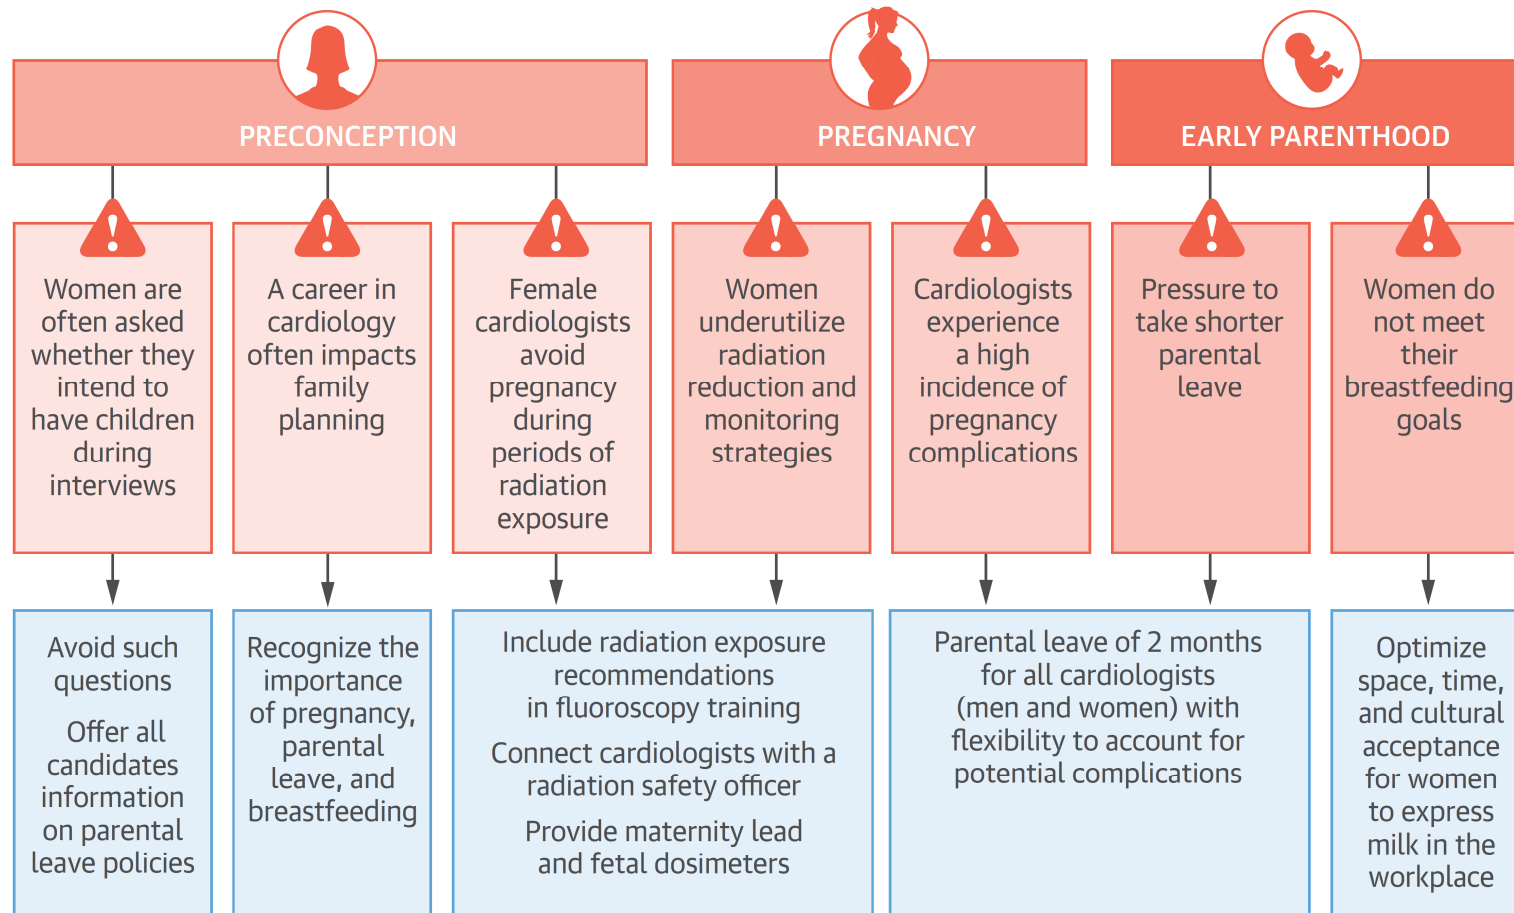 PRECONCEPTION
PREGNANCY
EARLY PARENTHOOD
Women are
often asked
whether they
intend to
have children
during
interviews
A career in
cardiology
often impacts
family
planning
Female
cardiologists
avoid
pregnancy
during
periods of
radiation
exposure
Women
underutilize
radiation
reduction and
monitoring
strategies
Cardiologists
experience
a high
incidence of
pregnancy
complications
Pressure to
take shorter
parental
leave
Women do
not meet
their
breastfeeding
goals
Avoid such
questions
Offer all
candidates
information
on parental
leave policies
Recognize the
importance
of pregnancy,
parental
leave, and
breastfeeding
Include radiation exposure
recommendations
in fluoroscopy training
Connect cardiologists with a
radiation safety officer
Provide maternity lead
and fetal dosimeters
Parental leave of 2 months
for all cardiologists
(men and women) with
flexibility to account for
potential complications
Optimize
space, time,
and cultural
acceptance
for women
to express
milk in the
workplace